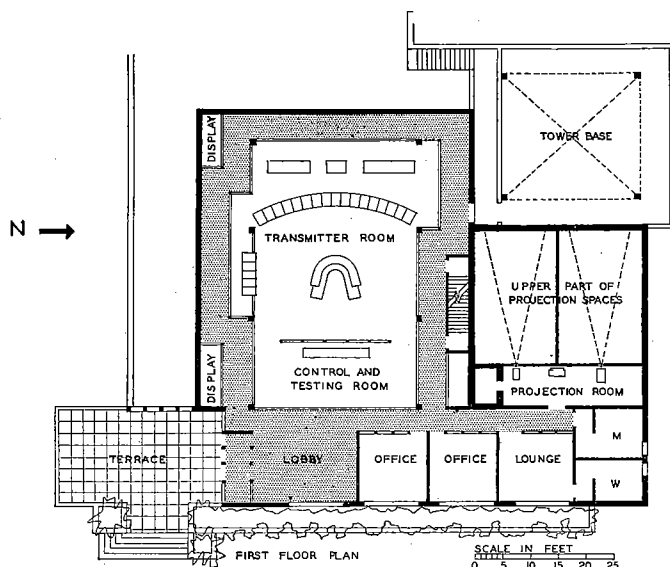 DISPLAY
TOWER BASE
N
TRANSMITTER ROOM
UPPER PART OF
PROJECTION SPACES
DISPLAY
CONTROL AND
TESTING ROOM
PROJECTION ROOM
TERRACE
LOBBY
OFFICE
OFFICE
LOUNGE
M
W
FIRST FLOOR PLAN
SCALE IN FEET
0 5 10 15 20 25